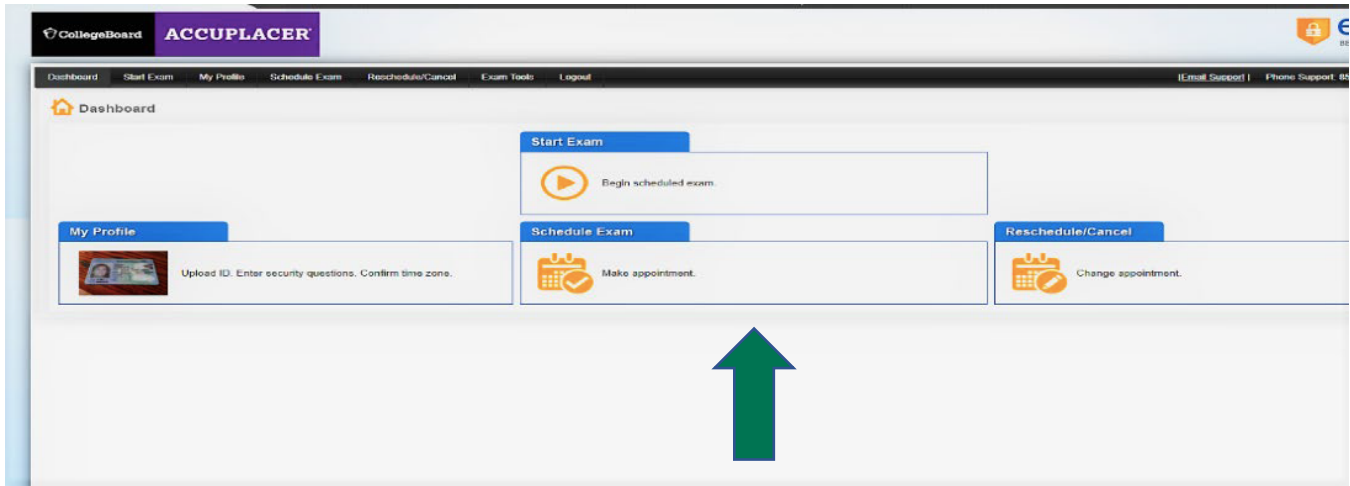 CollegeBoard ACCUPLACER
Dashboard Start Exam My Profile Schedule Exam Reschedule/Cancel Exam Tools Logout |Email Support| Phone Support: 85
Dashboard
Start Exam
Begin scheduled exam.
My Profile
Upload ID. Enter security questions. Confirm time zone.
Schedule Exam
Make appointment.
Reschedule/Cancel
Change appointment.